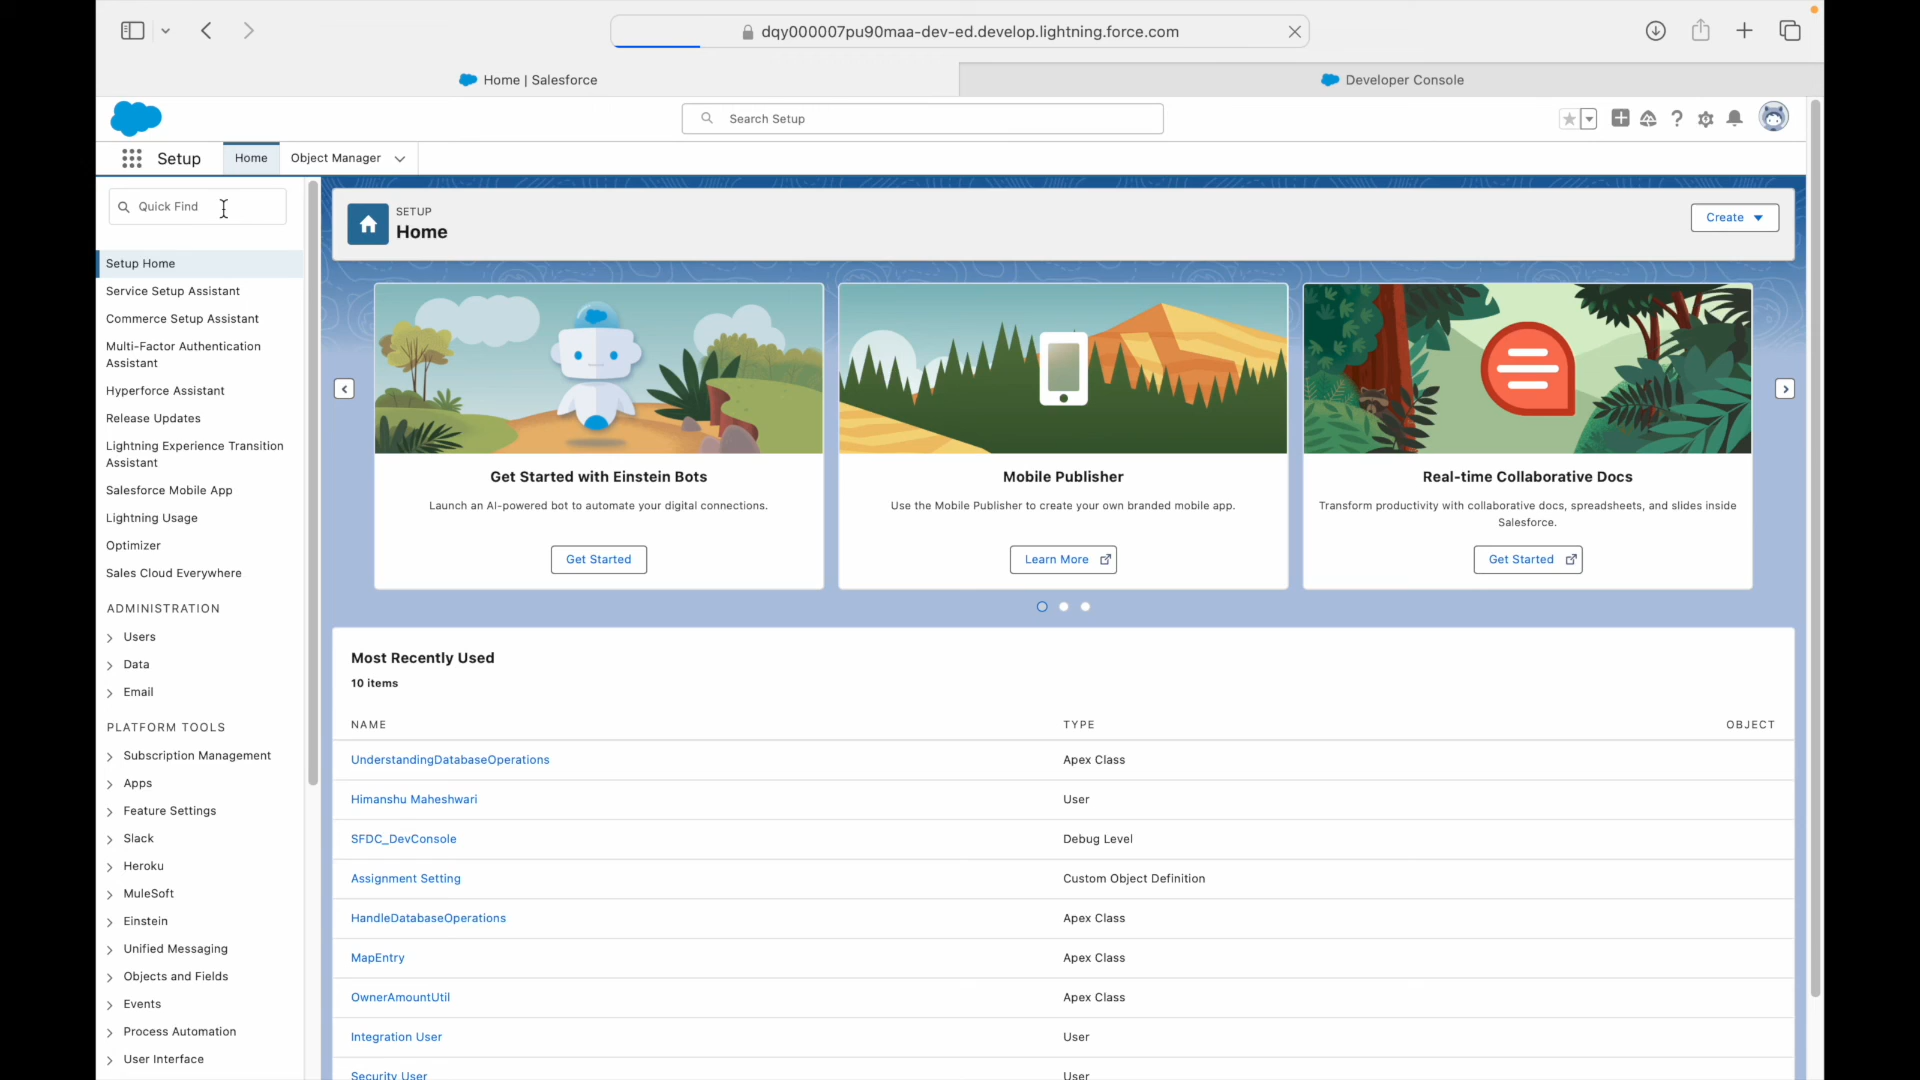 dqy000007pu90maa-dev-ed.develop.lightning.force.com
Home | Salesforce
Developer Console
Search Setup
Setup
Home
Object Manager
Quick Find
Setup Home
Service Setup Assistant
Commerce Setup Assistant
Multi-Factor Authentication
Assistant
Hyperforce Assistant
Release Updates
Lightning Experience Transition
Assistant
Salesforce Mobile App
Lightning Usage
Optimizer
Sales Cloud Everywhere
ADMINISTRATION
Users
Data
Email
PLATFORM TOOLS
Subscription Management
Apps
Feature Settings
Slack
Heroku
MuleSoft
Einstein
Unified Messaging
Objects and Fields
Events
Process Automation
User Interface
SETUP
Home
Create
Get Started with Einstein Bots
Launch an AI-powered bot to automate your digital connections.
Get Started
Mobile Publisher
Use the Mobile Publisher to create your own branded mobile app.
Learn More
Real-time Collaborative Docs
Transform productivity with collaborative docs, spreadsheets, and slides inside
Salesforce.
Get Started
Most Recently Used
10 items
NAME TYPE OBJECT
UnderstandingDatabaseOperations Apex Class
Himanshu Maheshwari User
SFDC_DevConsole Debug Level
Assignment Setting Custom Object Definition
HandleDatabaseOperations Apex Class
MapEntry Apex Class
OwnerAmountUtil Apex Class
Integration User User
Security User User